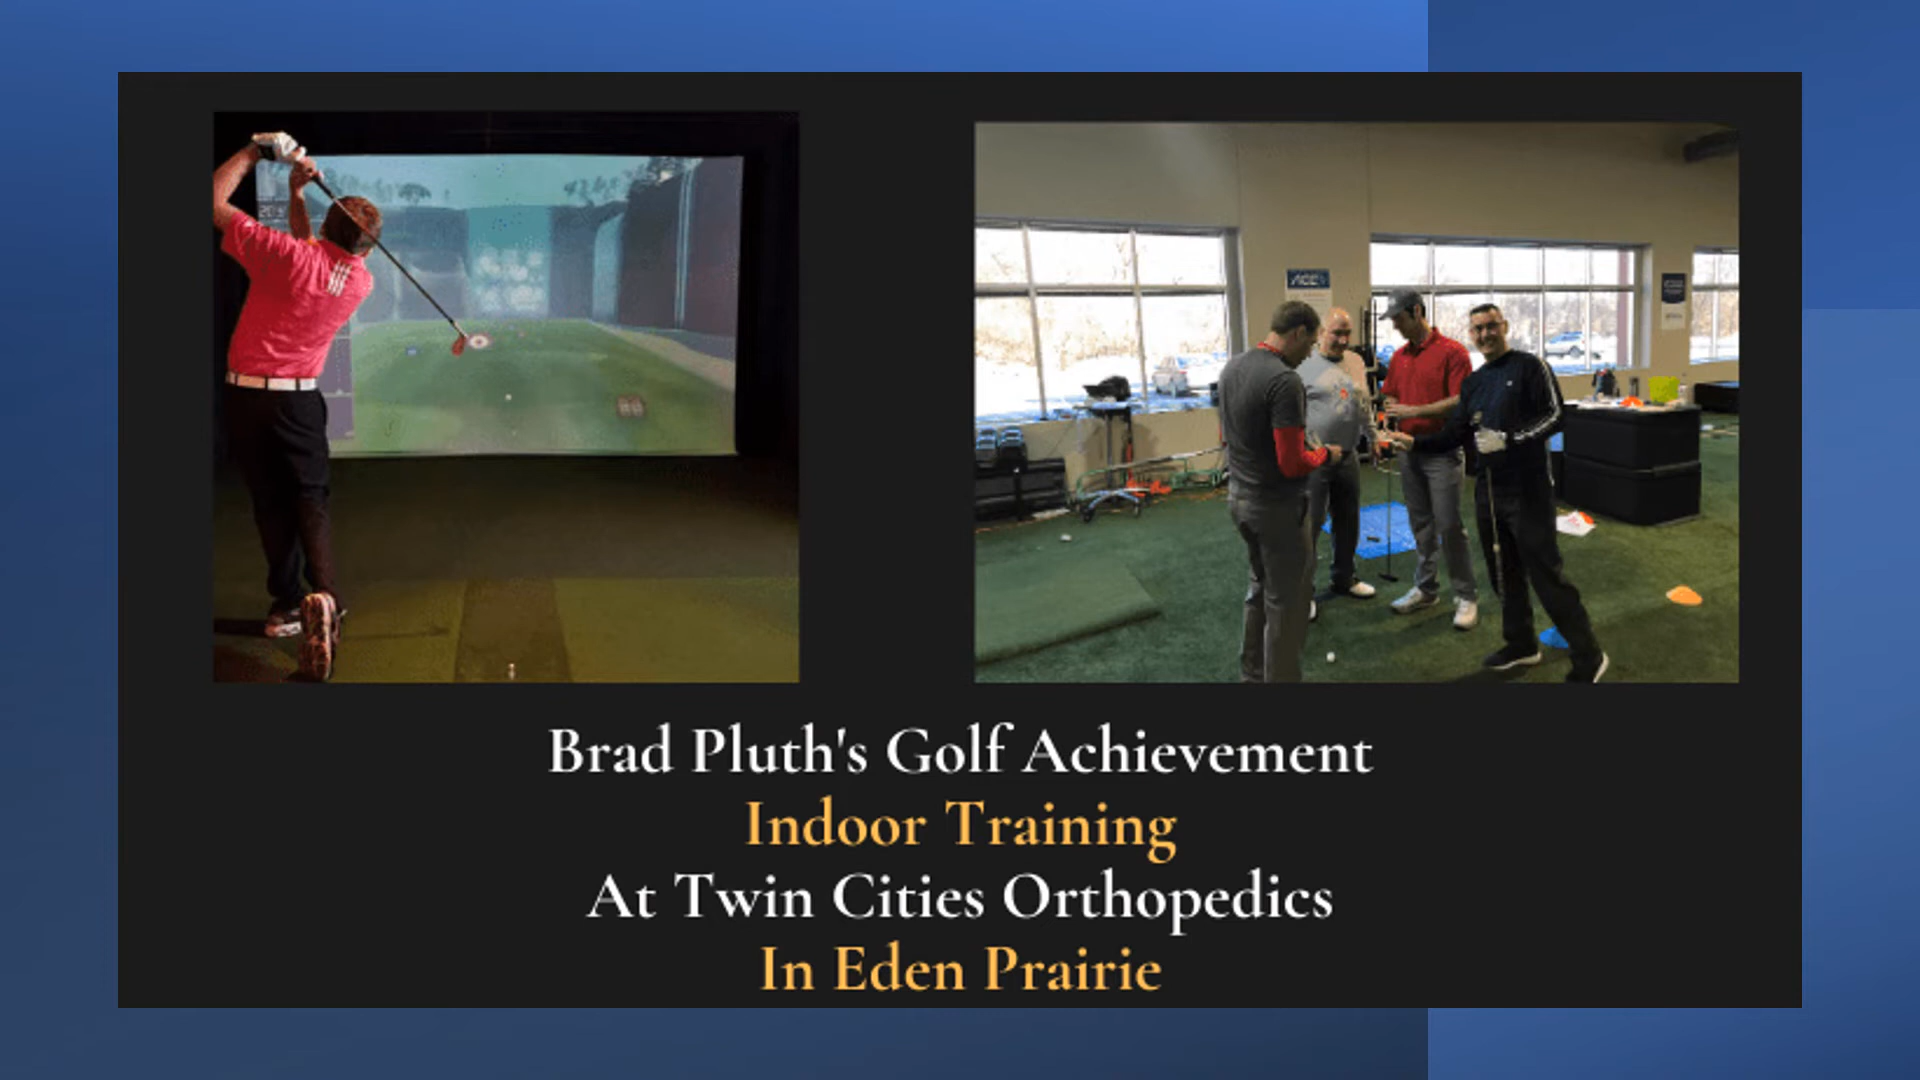 Brad Pluth's Golf Achievement
Indoor Training
At Twin Cities Orthopedics
In Eden Prairie